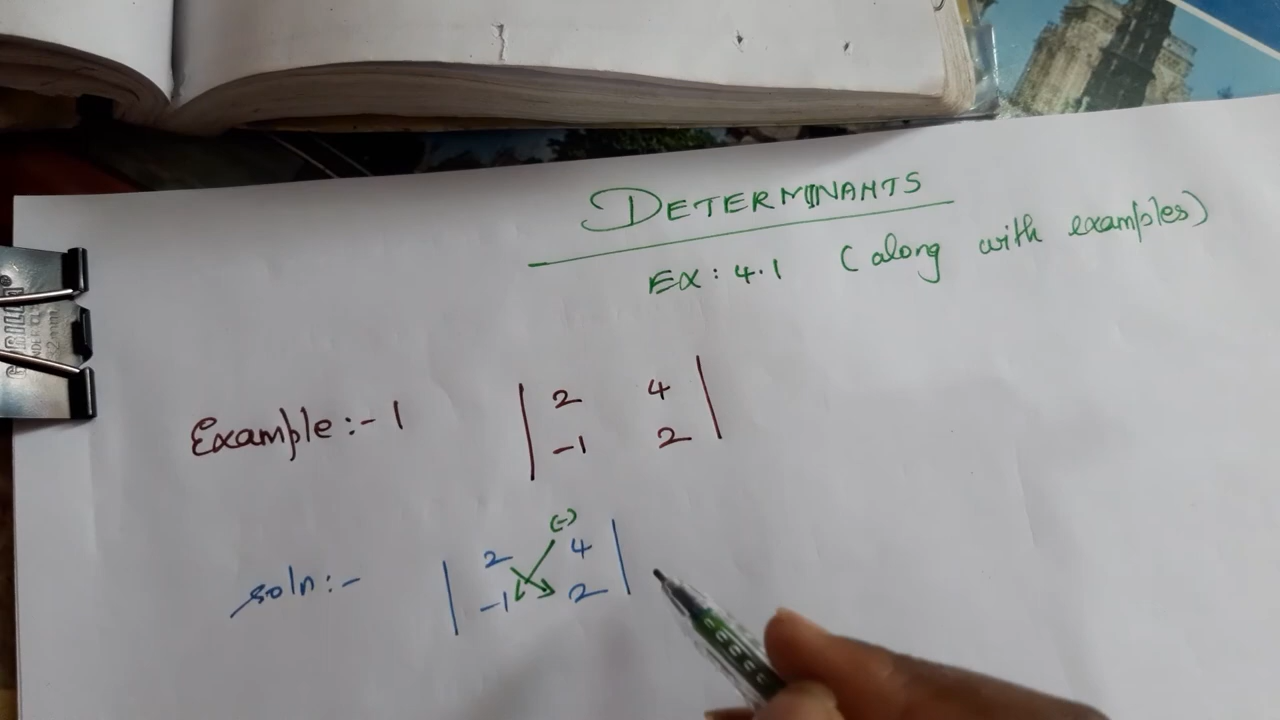 DETERMINANTS
Ex: 4.1 (along with examples)
Example:- 1
| 2 4 |
| -1 2 |
(-)
soln:-
| 2 4 |
| -1 2 |